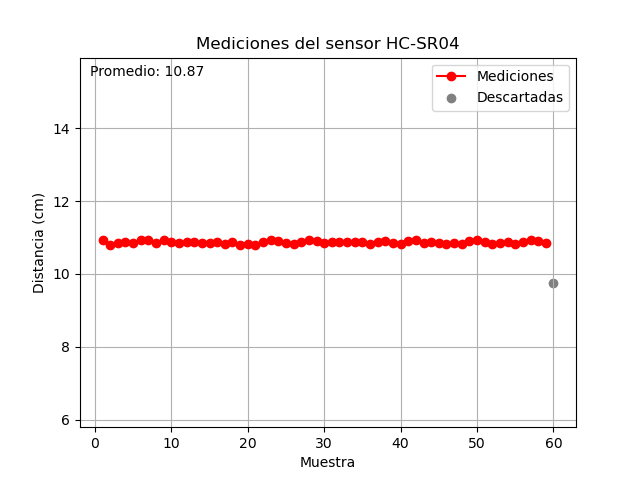 Mediciones del sensor HC-SR04
Promedio: 10.87
Mediciones
Descartadas
Distancia (cm)
14
12
10
8
6
0 10 20 30 40 50 60
Muestra